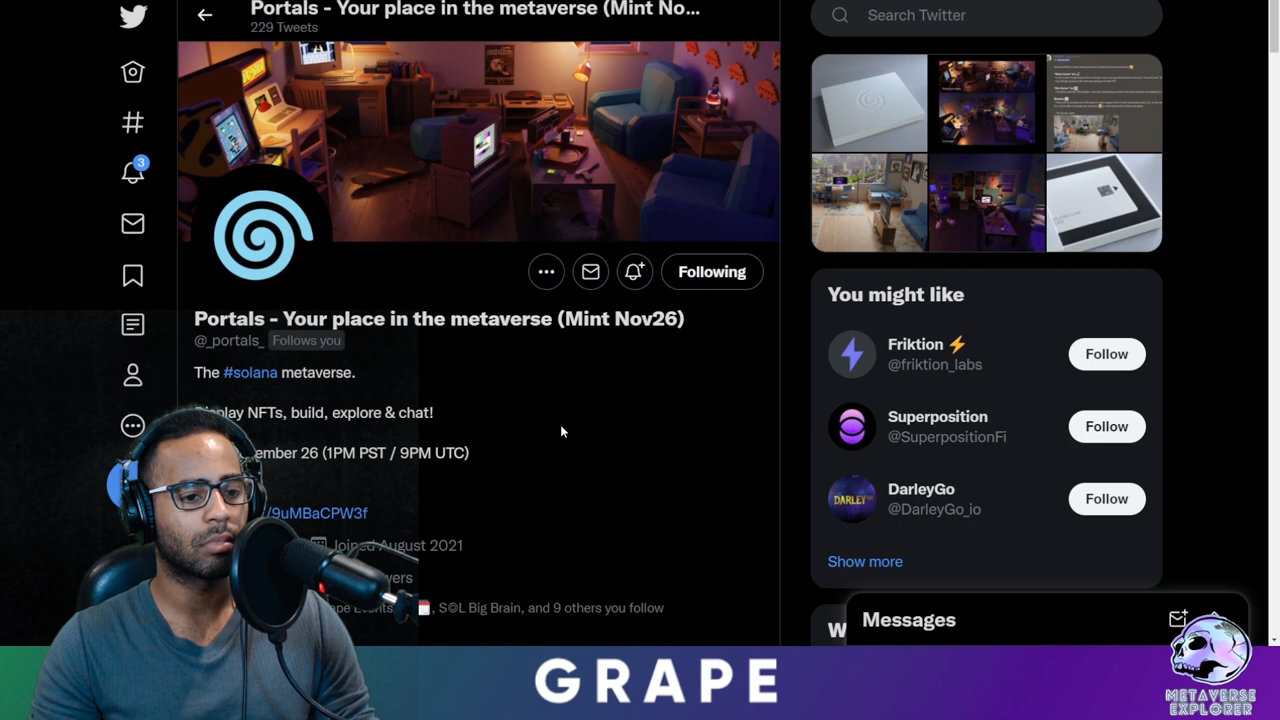 Portals - Your place in the metaverse (Mint No...
229 Tweets
Search Twitter
3
Following
Portals - Your place in the metaverse (Mint Nov26)
@_portals_ Follows you
The #solana metaverse.
NFTs, build, explore & chat!
26 (1PM PST / 9PM UTC)
/9uMBaCPW3f
Joined August 2021
S©L Big Brain, and 9 others you follow
You might like
Friktion⚡
@friktion_labs
Follow
Superposition
@SuperpositionFi
Follow
DarleyGo
@DarleyGo_io
Follow
Show more
W
Messages
DARLEY
GRAPE
METAVERSE
EXPLORER